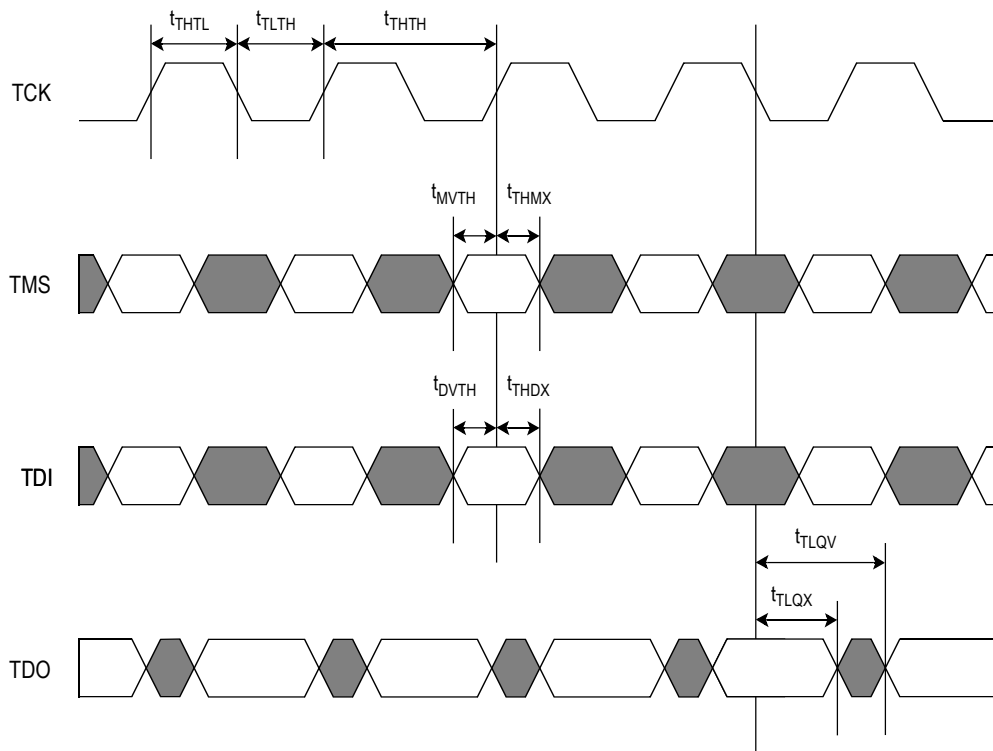 tTHTL tTLTH tTHTH
TCK
tMVTH tTHMX
TMS
tDVTH tTHDX
TDI
tTLQV
tTLQX
TDO